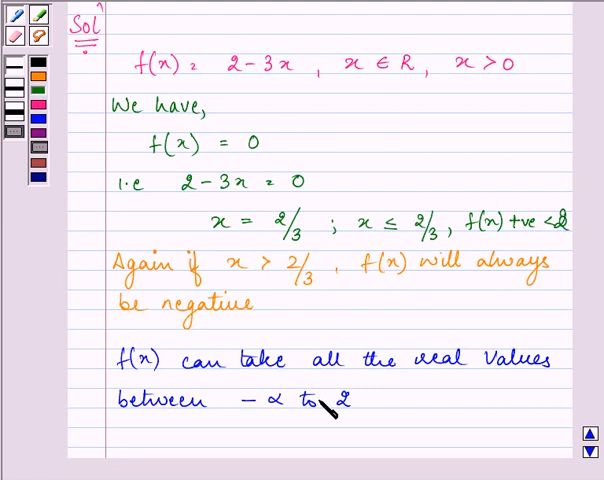 Sol
f(x) = 2 - 3x , x ∈ R, x > 0
We have,
f(x) = 0
i.e 2 - 3x = 0
x = 2/3 ; x ≤ 2/3, f(x) +ve < 2
Again if x > 2/3 , f(x) will always
be negative
f(x) can take all the real values
between - ∝ to 2